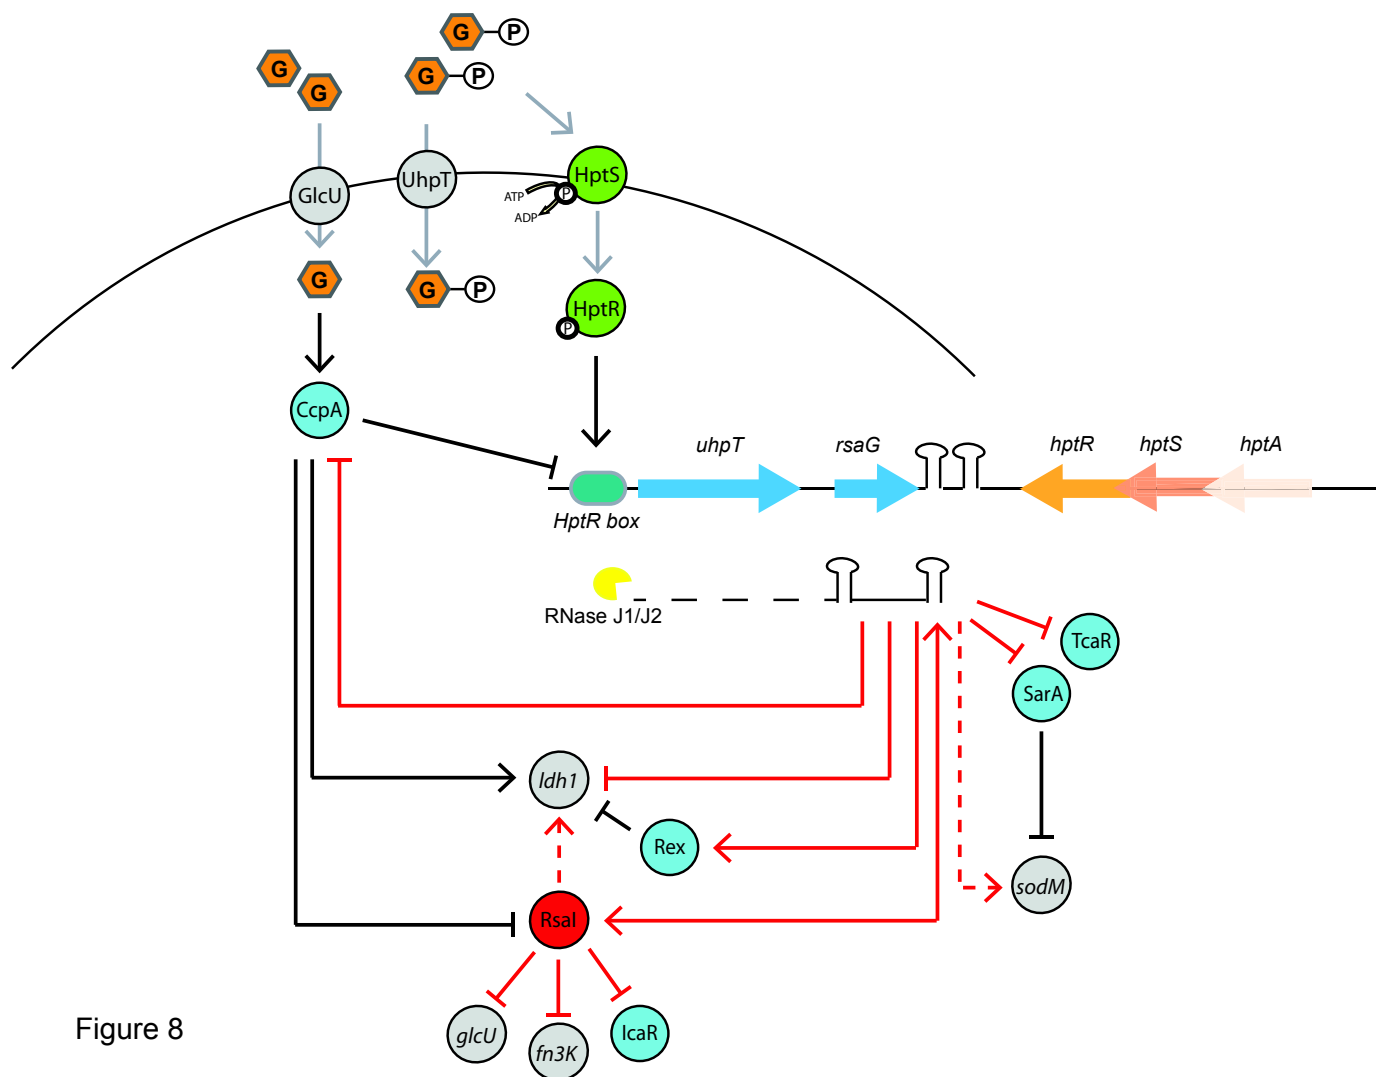 G P
G G P
G
GlcU UhpT HptS
P
ATP
ADP
G G P HptR
P
CcpA
uhpT rsaG hptR hptS hptA
HptR box
RNase J1/J2
TcaR
SarA
ldh1
Rex
sodM
RsaI
glcU fn3K IcaR
Figure 8